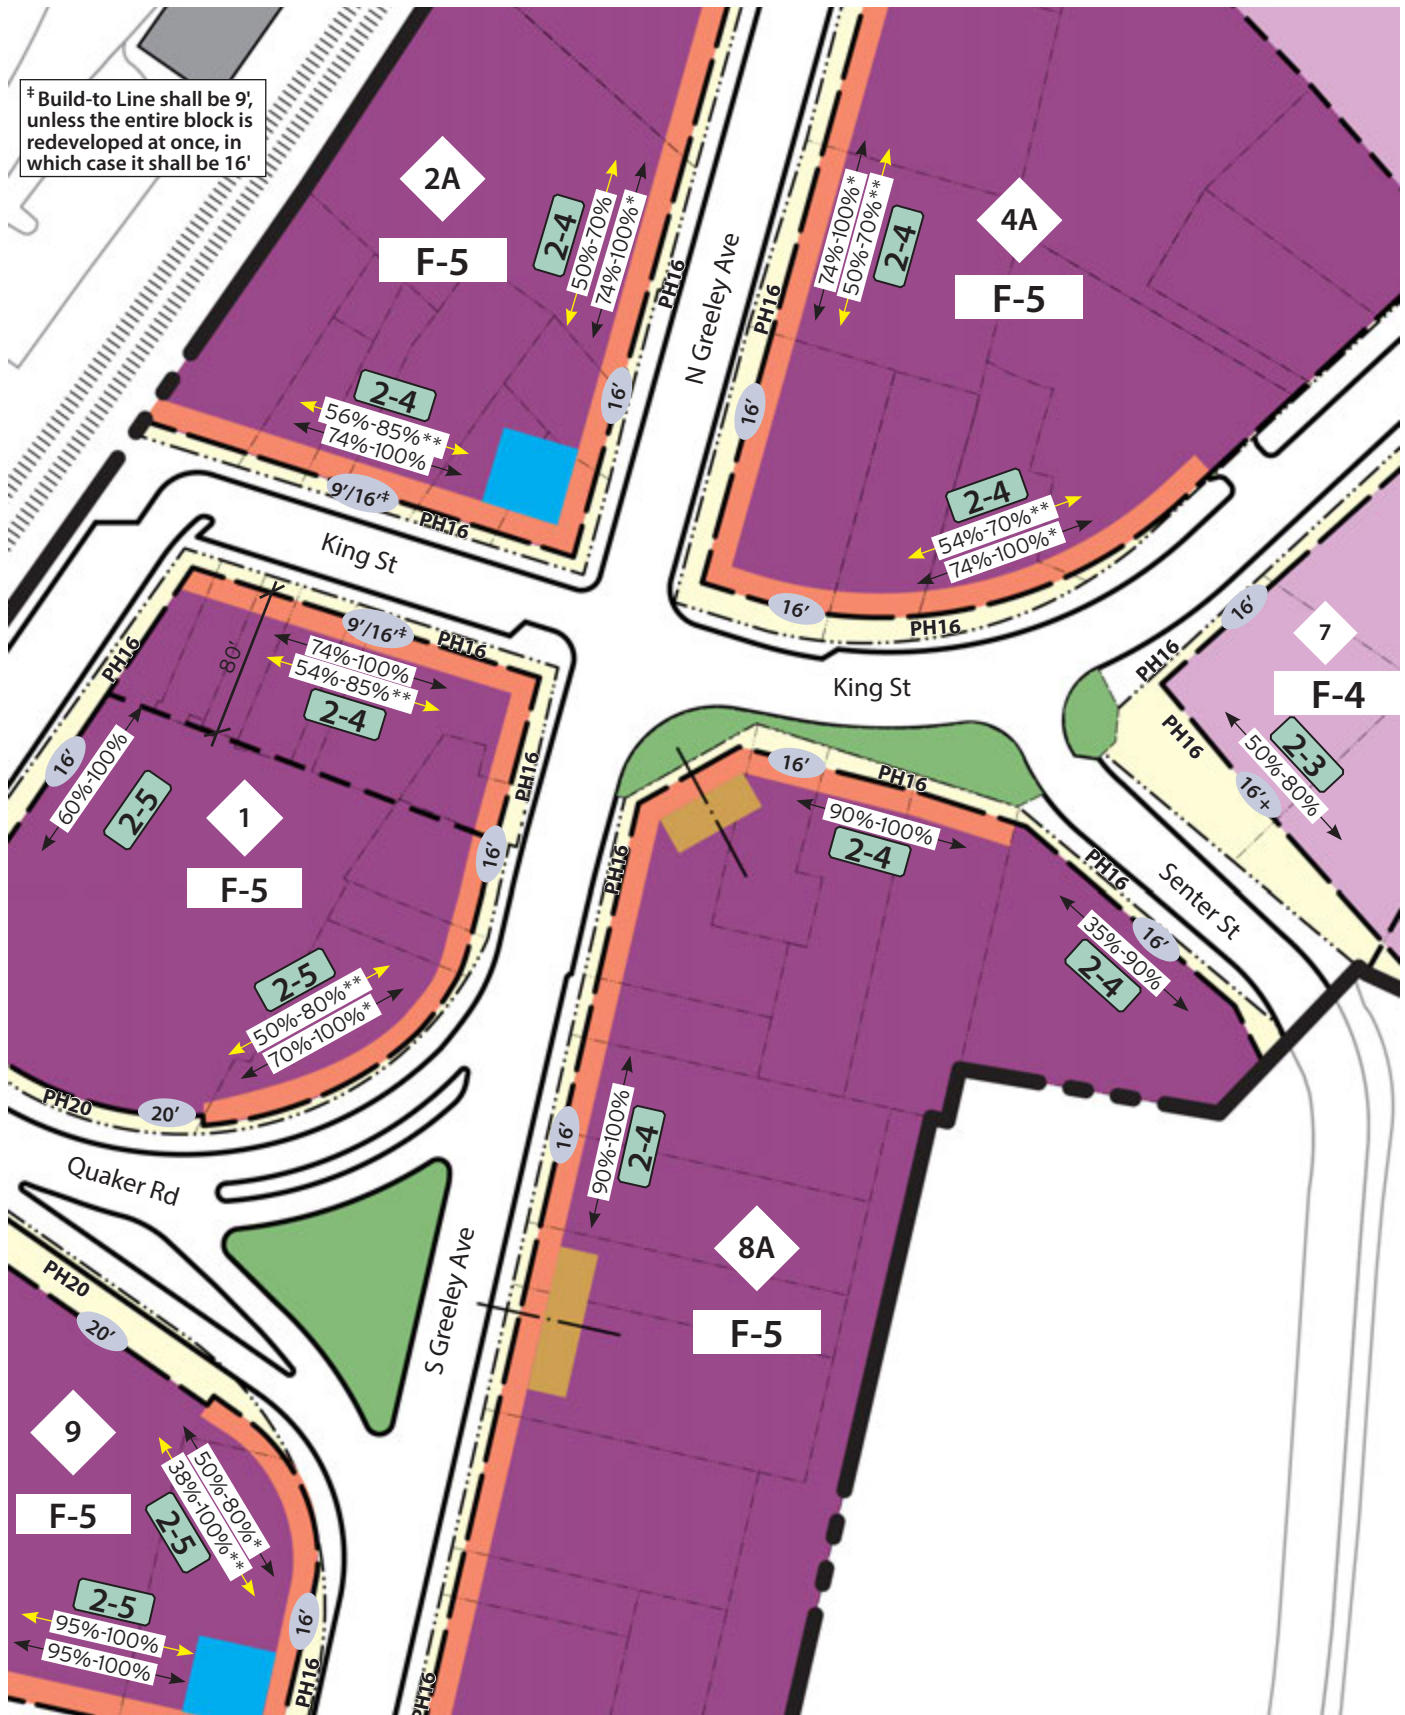 ‡ Build-to Line shall be 9',
unless the entire block is
redeveloped at once, in
which case it shall be 16'
2A
F-5
2-4
50%-70%
74%-100%*
PH16
16'
N Greeley Ave
2-4
56%-85%**
74%-100%
9'/16'‡
PH16
King St
74%-100%*
50%-70%**
2-4
PH16
16'
4A
F-5
2-4
54%-70%**
74%-100%*
16'
PH16
King St
16'
PH16
PH16
7
F-4
2-3
50%-80%
16'+
PH16
80'
9'/16'‡
PH16
74%-100%
54%-85%**
2-4
PH16
16'
60%-100%
2-5
1
F-5
16'
2-5
50%-80%**
70%-100%*
PH20
20'
Quaker Rd
16'
PH16
90%-100%
2-4
PH16
PH16
Senter St
16'
35%-90%
2-4
16'
90%-100%
2-4
8A
F-5
S Greeley Ave
PH20
20'
9
F-5
50%-80%*
38%-100%**
2-5
2-5
95%-100%
95%-100%
16'
PH16
PH16